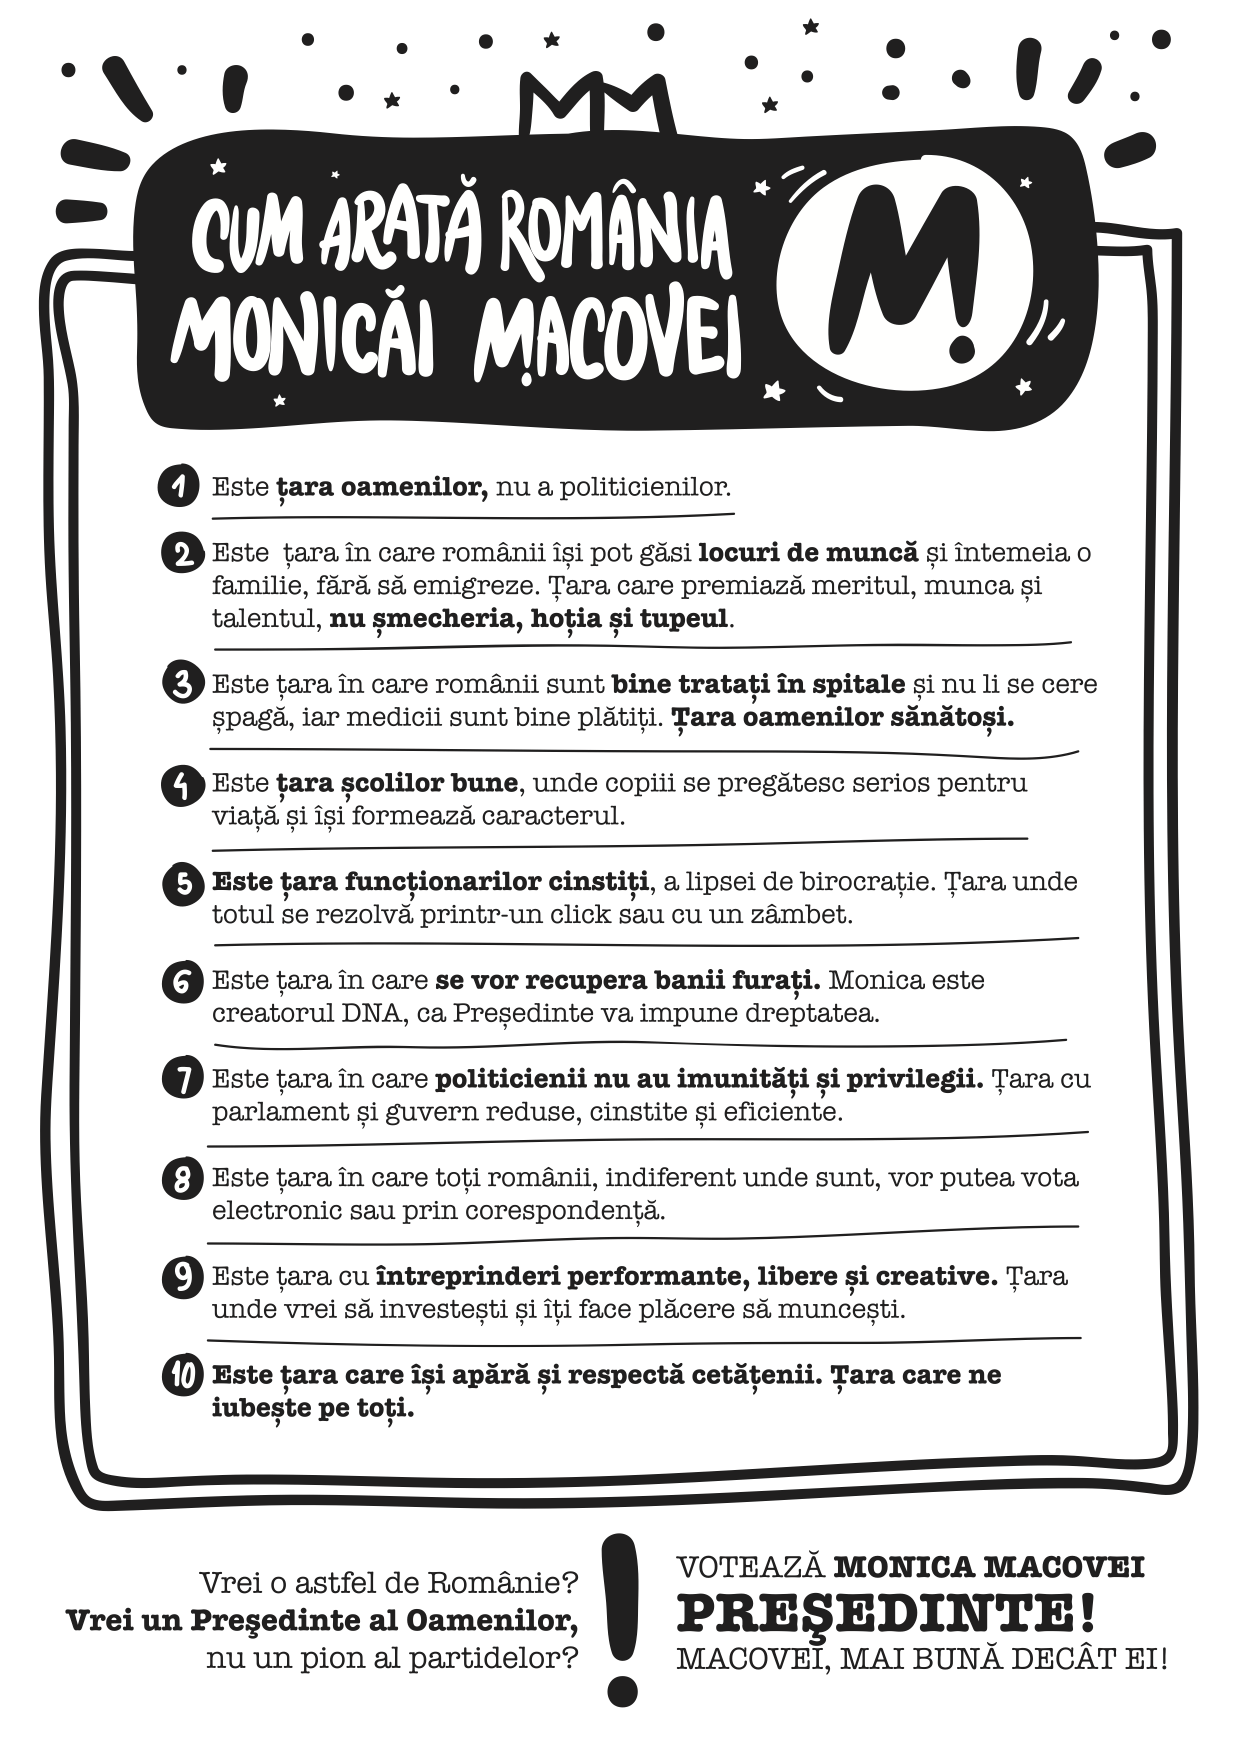 CUM ARATĂ ROMÂNIA
MONICĂI MACOVEI
M
1 Este țara oamenilor, nu a politicienilor.
2 Este țara în care românii își pot găsi locuri de muncă și întemeia o
familie, fără să emigreze. Țara care premiază meritul, munca și
talentul, nu șmecheria, hoția și tupeul.
3 Este țara în care românii sunt bine tratați în spitale și nu li se cere
șpagă, iar medicii sunt bine plătiți. Țara oamenilor sănătoși.
4 Este țara școlilor bune, unde copiii se pregătesc serios pentru
viață și își formează caracterul.
5 Este țara funcționarilor cinstiți, a lipsei de birocrație. Țara unde
totul se rezolvă printr-un click sau cu un zâmbet.
6 Este țara în care se vor recupera banii furați. Monica este
creatorul DNA, ca Președinte va impune dreptatea.
7 Este țara în care politicienii nu au imunități și privilegii. Țara cu
parlament și guvern reduse, cinstite și eficiente.
8 Este țara în care toți românii, indiferent unde sunt, vor putea vota
electronic sau prin corespondență.
9 Este țara cu întreprinderi performante, libere și creative. Țara
unde vrei să investești și îți face plăcere să muncești.
10 Este țara care își apără și respectă cetățenii. Țara care ne
iubește pe toți.
Vrei o astfel de Românie?
Vrei un Preşedinte al Oamenilor,
nu un pion al partidelor?
!
VOTEAZĂ MONICA MACOVEI
PREŞEDINTE!
MACOVEI, MAI BUNĂ DECÂT EI!